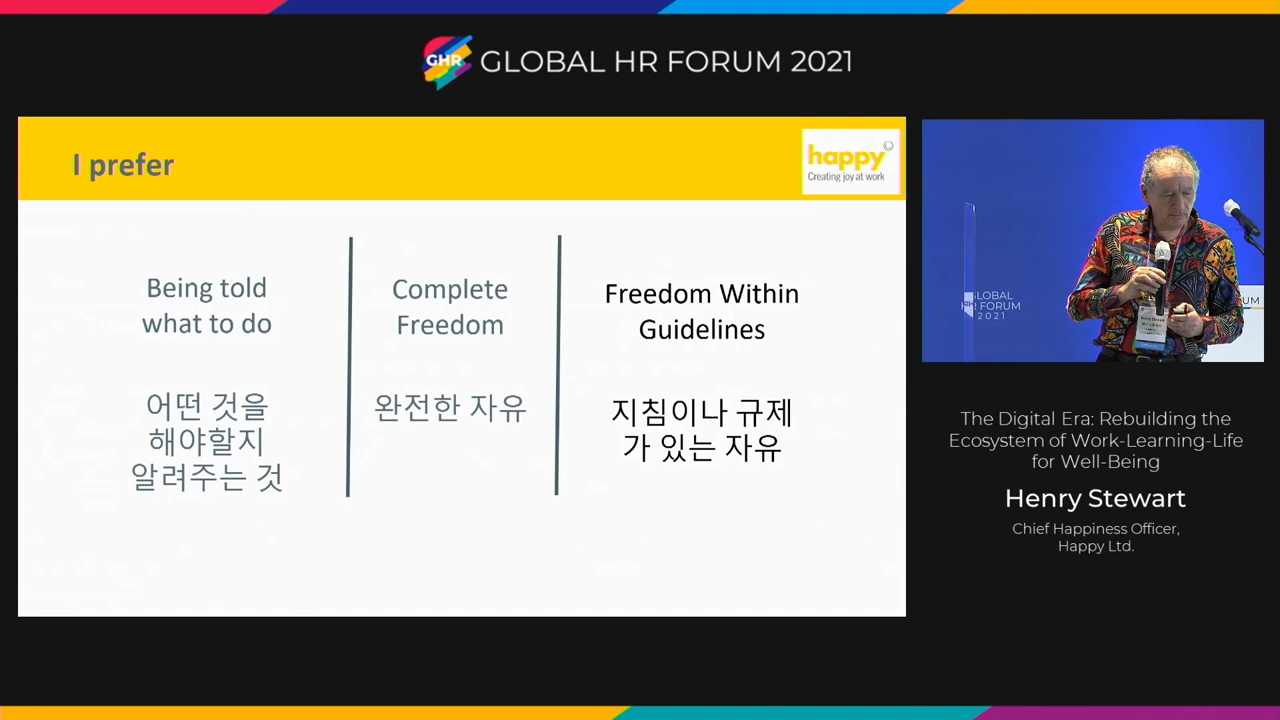 GHR
GLOBAL HR FORUM 2021
I prefer
happy
Creating joy at work
Being told
what to do
어떤 것을
해야할지
알려주는 것
Complete
Freedom
완전한 자유
Freedom Within
Guidelines
지침이나 규제
가 있는 자유
GLOBAL
HR FORUM
2021
UM
The Digital Era: Rebuilding the
Ecosystem of Work-Learning-Life
for Well-Being
Henry Stewart
Chief Happiness Officer,
Happy Ltd.